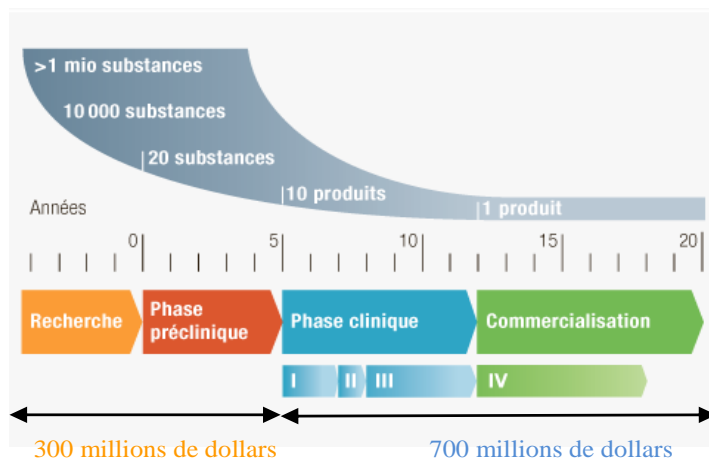 >1 mio substances
10 000 substances
20 substances
10 produits
1 produit
Années
0 5 10 15 20
Recherche
Phase
préclinique
Phase clinique
Commercialisation
I II III IV
300 millions de dollars
700 millions de dollars